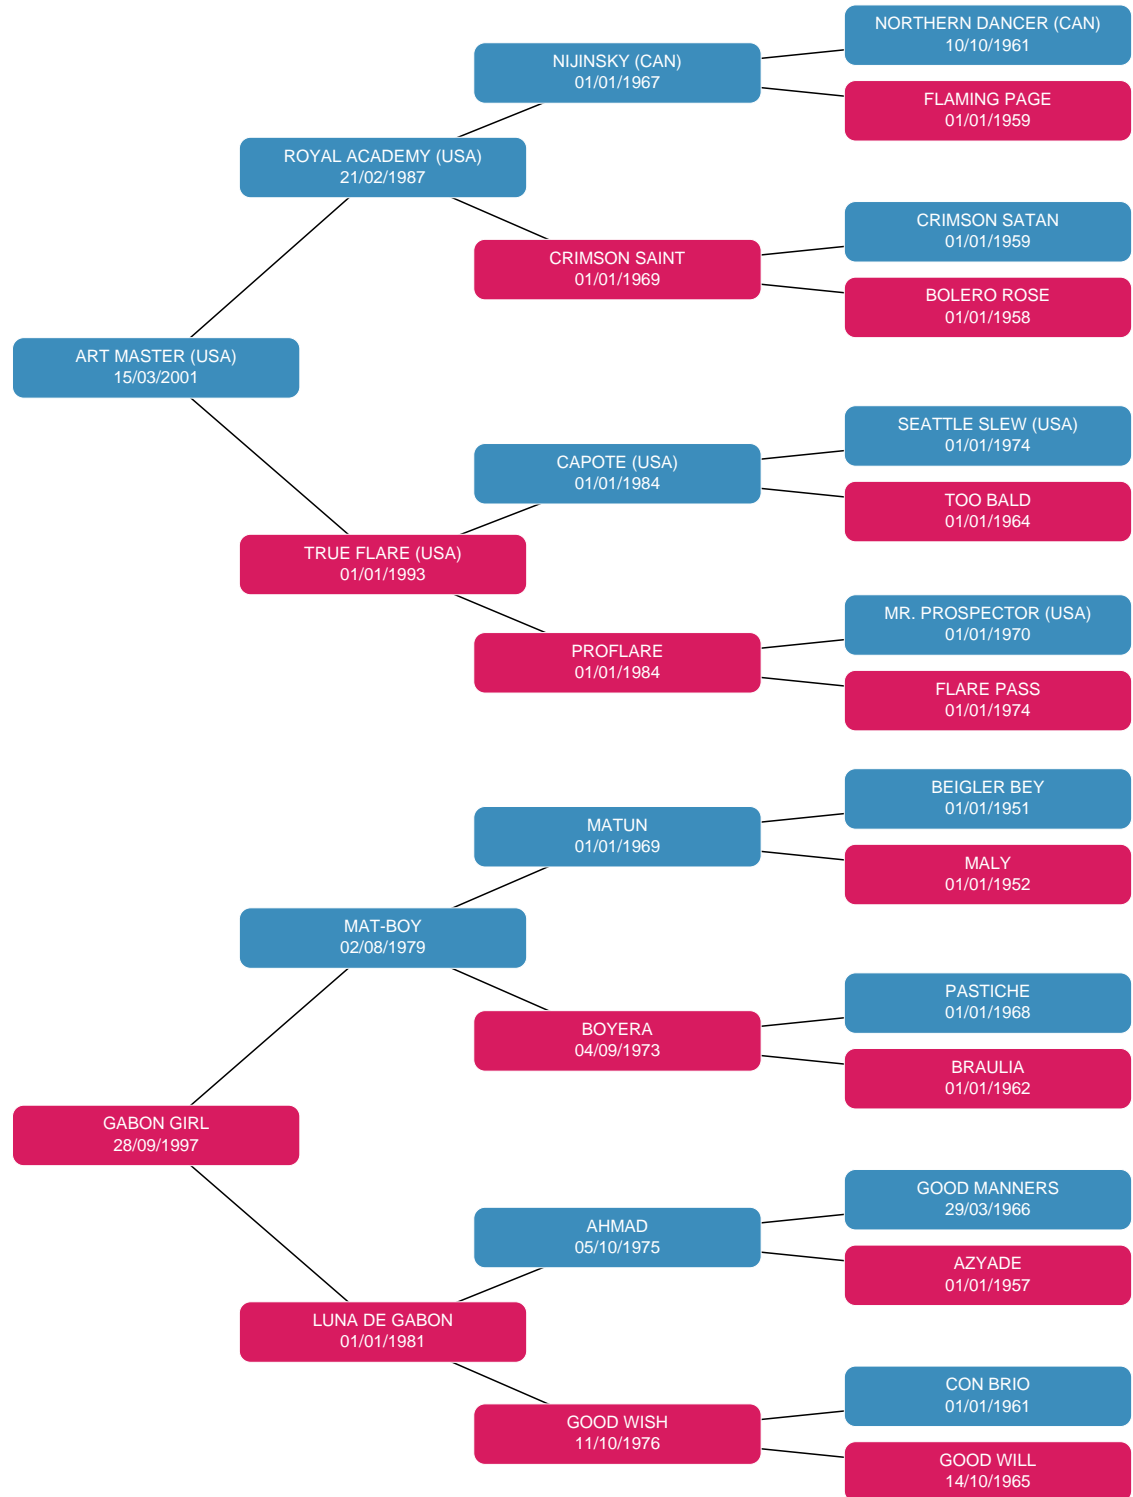 NORTHERN DANCER (CAN)
10/10/1961
NIJINSKY (CAN)
01/01/1967
FLAMING PAGE
01/01/1959
ROYAL ACADEMY (USA)
21/02/1987
CRIMSON SATAN
01/01/1959
CRIMSON SAINT
01/01/1969
BOLERO ROSE
01/01/1958
ART MASTER (USA)
15/03/2001
SEATTLE SLEW (USA)
01/01/1974
CAPOTE (USA)
01/01/1984
TOO BALD
01/01/1964
TRUE FLARE (USA)
01/01/1993
MR. PROSPECTOR (USA)
01/01/1970
PROFLARE
01/01/1984
FLARE PASS
01/01/1974
BEIGLER BEY
01/01/1951
MATUN
01/01/1969
MALY
01/01/1952
MAT-BOY
02/08/1979
PASTICHE
01/01/1968
BOYERA
04/09/1973
BRAULIA
01/01/1962
GABON GIRL
28/09/1997
GOOD MANNERS
29/03/1966
AHMAD
05/10/1975
AZYADE
01/01/1957
LUNA DE GABON
01/01/1981
CON BRIO
01/01/1961
GOOD WISH
11/10/1976
GOOD WILL
14/10/1965